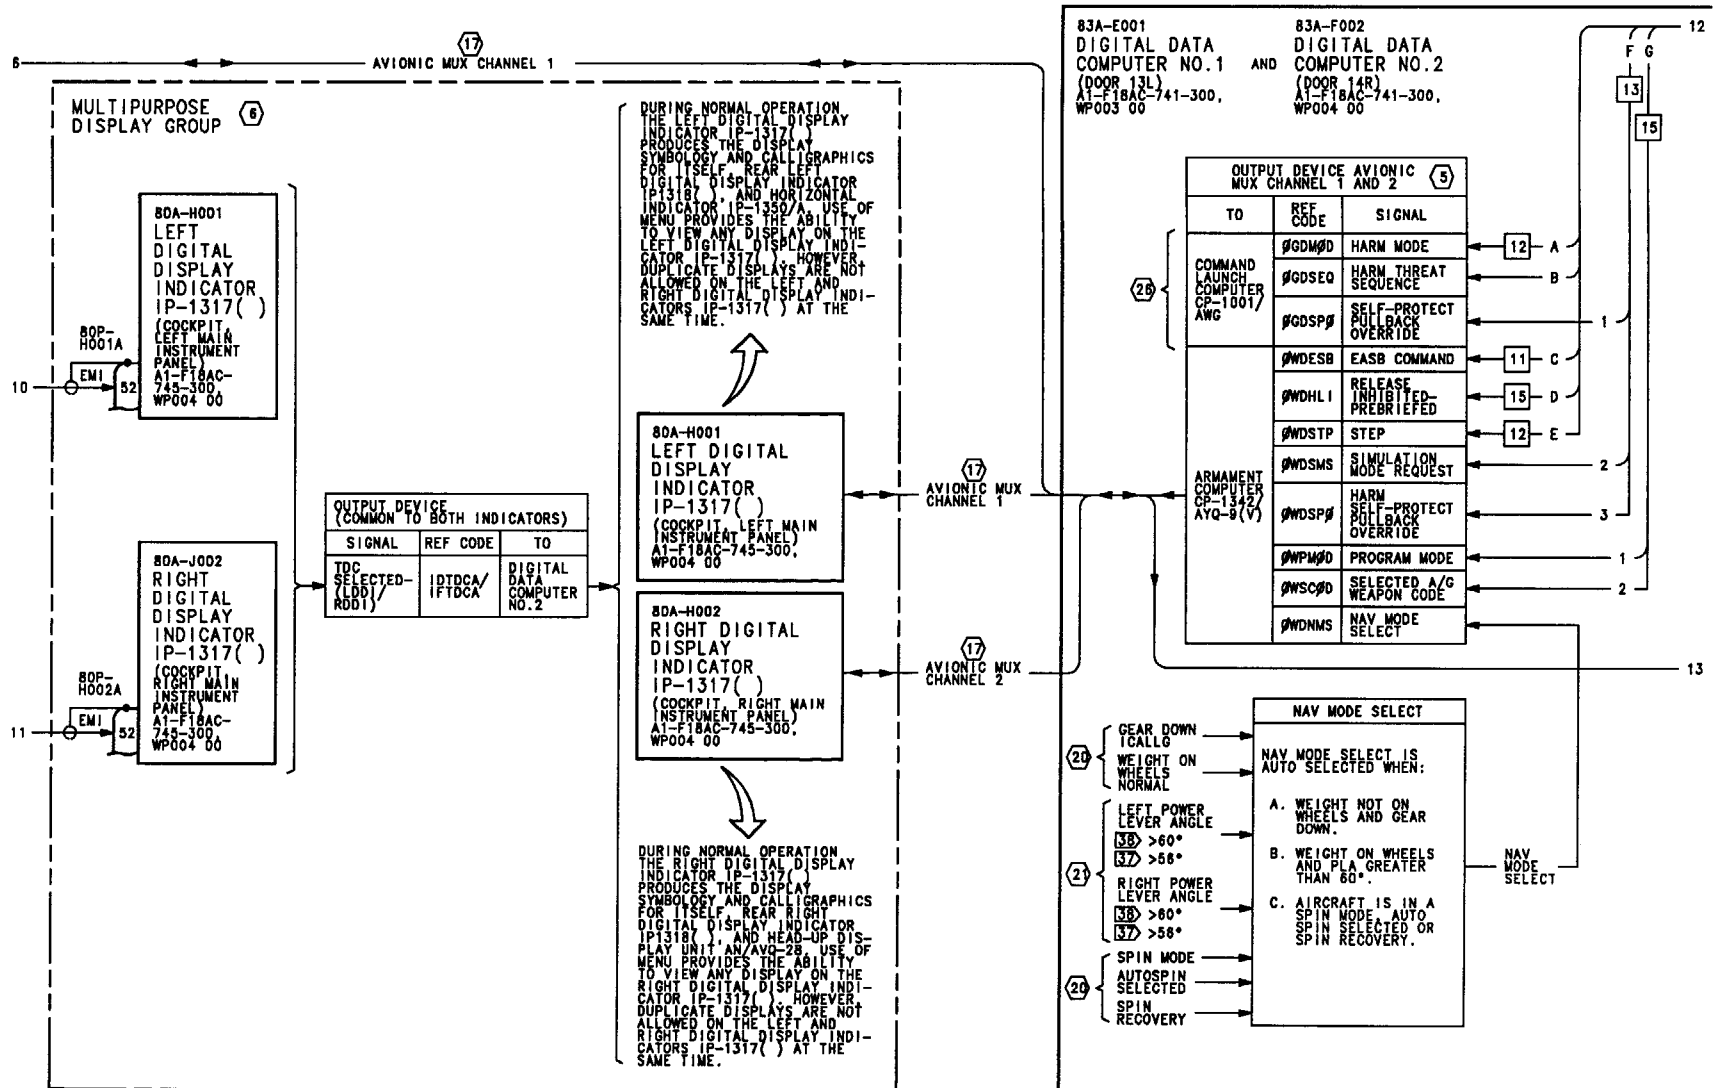 6
17
AVIONIC MUX CHANNEL 1
MULTIPURPOSE
DISPLAY GROUP
6
80A-H001
LEFT
DIGITAL
DISPLAY
INDICATOR
IP-1317( )
(COCKPIT,
LEFT MAIN
INSTRUMENT
PANEL)
A1-F18AC-
745-300,
WP004 00
80P-
H001A
EMI
52
10
80A-J002
RIGHT
DIGITAL
DISPLAY
INDICATOR
IP-1317( )
(COCKPIT
RIGHT MAIN
INSTRUMENT
PANEL)
A1-F18AC-
745-300,
WP004 00
80P-
H002A
EMI
52
11
OUTPUT DEVICE
(COMMON TO BOTH INDICATORS)
SIGNAL REF CODE TO
TDC
SELECTED-
(LDDI/
RDDI)
IDTDCA/
IFTDCA
DIGITAL
DATA
COMPUTER
NO.2
DURING NORMAL OPERATION
THE LEFT DIGITAL DISPLAY
INDICATOR IP-1317( )
PRODUCES THE DISPLAY
SYMBOLOGY AND CALLIGRAPHICS
FOR ITSELF, REAR LEFT
DIGITAL DISPLAY INDICATOR
IP1318( ), AND HORIZONTAL
INDICATOR IP-1350/A. USE OF
MENU PROVIDES THE ABILITY
TO VIEW ANY DISPLAY ON THE
LEFT DIGITAL DISPLAY INDI-
CATOR IP-1317( ). HOWEVER,
DUPLICATE DISPLAYS ARE NOT
ALLOWED ON THE LEFT AND
RIGHT DIGITAL DISPLAY INDI-
CATORS IP-1317( ) AT THE
SAME TIME.
80A-H001
LEFT DIGITAL
DISPLAY
INDICATOR
IP-1317( )
(COCKPIT, LEFT MAIN
INSTRUMENT PANEL)
A1-F18AC-745-300,
WP004 00
80A-H002
RIGHT DIGITAL
DISPLAY
INDICATOR
IP-1317( )
(COCKPIT, RIGHT MAIN
INSTRUMENT PANEL)
A1-F18AC-745-300,
WP004 00
DURING NORMAL OPERATION
THE RIGHT DIGITAL DISPLAY
INDICATOR IP-1317( )
PRODUCES THE DISPLAY
SYMBOLOGY AND CALLIGRAPHICS
FOR ITSELF, REAR RIGHT
DIGITAL DISPLAY INDICATOR
IP1318( ), AND HEAD-UP DIS-
PLAY UNIT AN/AVQ-28. USE OF
MENU PROVIDES THE ABILITY
TO VIEW ANY DISPLAY ON THE
RIGHT DIGITAL DISPLAY INDI-
CATOR IP-1317( ). HOWEVER,
DUPLICATE DISPLAYS ARE NOT
ALLOWED ON THE LEFT AND
RIGHT DIGITAL DISPLAY INDI-
CATORS IP-1317( ) AT THE
SAME TIME.
17
AVIONIC MUX
CHANNEL 1
17
AVIONIC MUX
CHANNEL 2
83A-E001
DIGITAL DATA
COMPUTER NO.1
(DOOR 13L)
A1-F18AC-741-300,
WP003 00
AND
83A-F002
DIGITAL DATA
COMPUTER NO.2
(DOOR 14R)
A1-F18AC-741-300,
WP004 00
12
F G
13
15
OUTPUT DEVICE AVIONIC
MUX CHANNEL 1 AND 2
5
TO REF CODE SIGNAL
26
COMMAND
LAUNCH
COMPUTER
CP-1001/
AWG
ØGDMØD HARM MODE 12 A
ØGDSEQ HARM THREAT SEQUENCE B
ØGDSPØ SELF-PROTECT PULLBACK OVERRIDE 1
ARMAMENT
COMPUTER
CP-1342/
AYQ-9(V)
ØWDESB EASB COMMAND 11 C
ØWDHLI RELEASE INHIBITED-PREBRIEFED 15 D
ØWDSTP STEP 12 E
ØWDSMS SIMULATION MODE REQUEST 2
ØWDSPØ HARM SELF-PROTECT PULLBACK OVERRIDE 3
ØWPMØD PROGRAM MODE 1
ØWSCØD SELECTED A/G WEAPON CODE 2
ØWDNMS NAV MODE SELECT
13
20
GEAR DOWN
ICALLG
WEIGHT ON
WHEELS
NORMAL
21
LEFT POWER
LEVER ANGLE
36 >60°
37 >56°
RIGHT POWER
LEVER ANGLE
36 >60°
37 >56°
20
SPIN MODE
AUTOSPIN
SELECTED
SPIN
RECOVERY
NAV MODE SELECT
NAV MODE SELECT IS
AUTO SELECTED WHEN:
A. WEIGHT NOT ON
WHEELS AND GEAR
DOWN.
B. WEIGHT ON WHEELS
AND PLA GREATER
THAN 60°.
C. AIRCRAFT IS IN A
SPIN MODE, AUTO
SPIN SELECTED OR
SPIN RECOVERY.
NAV
MODE
SELECT